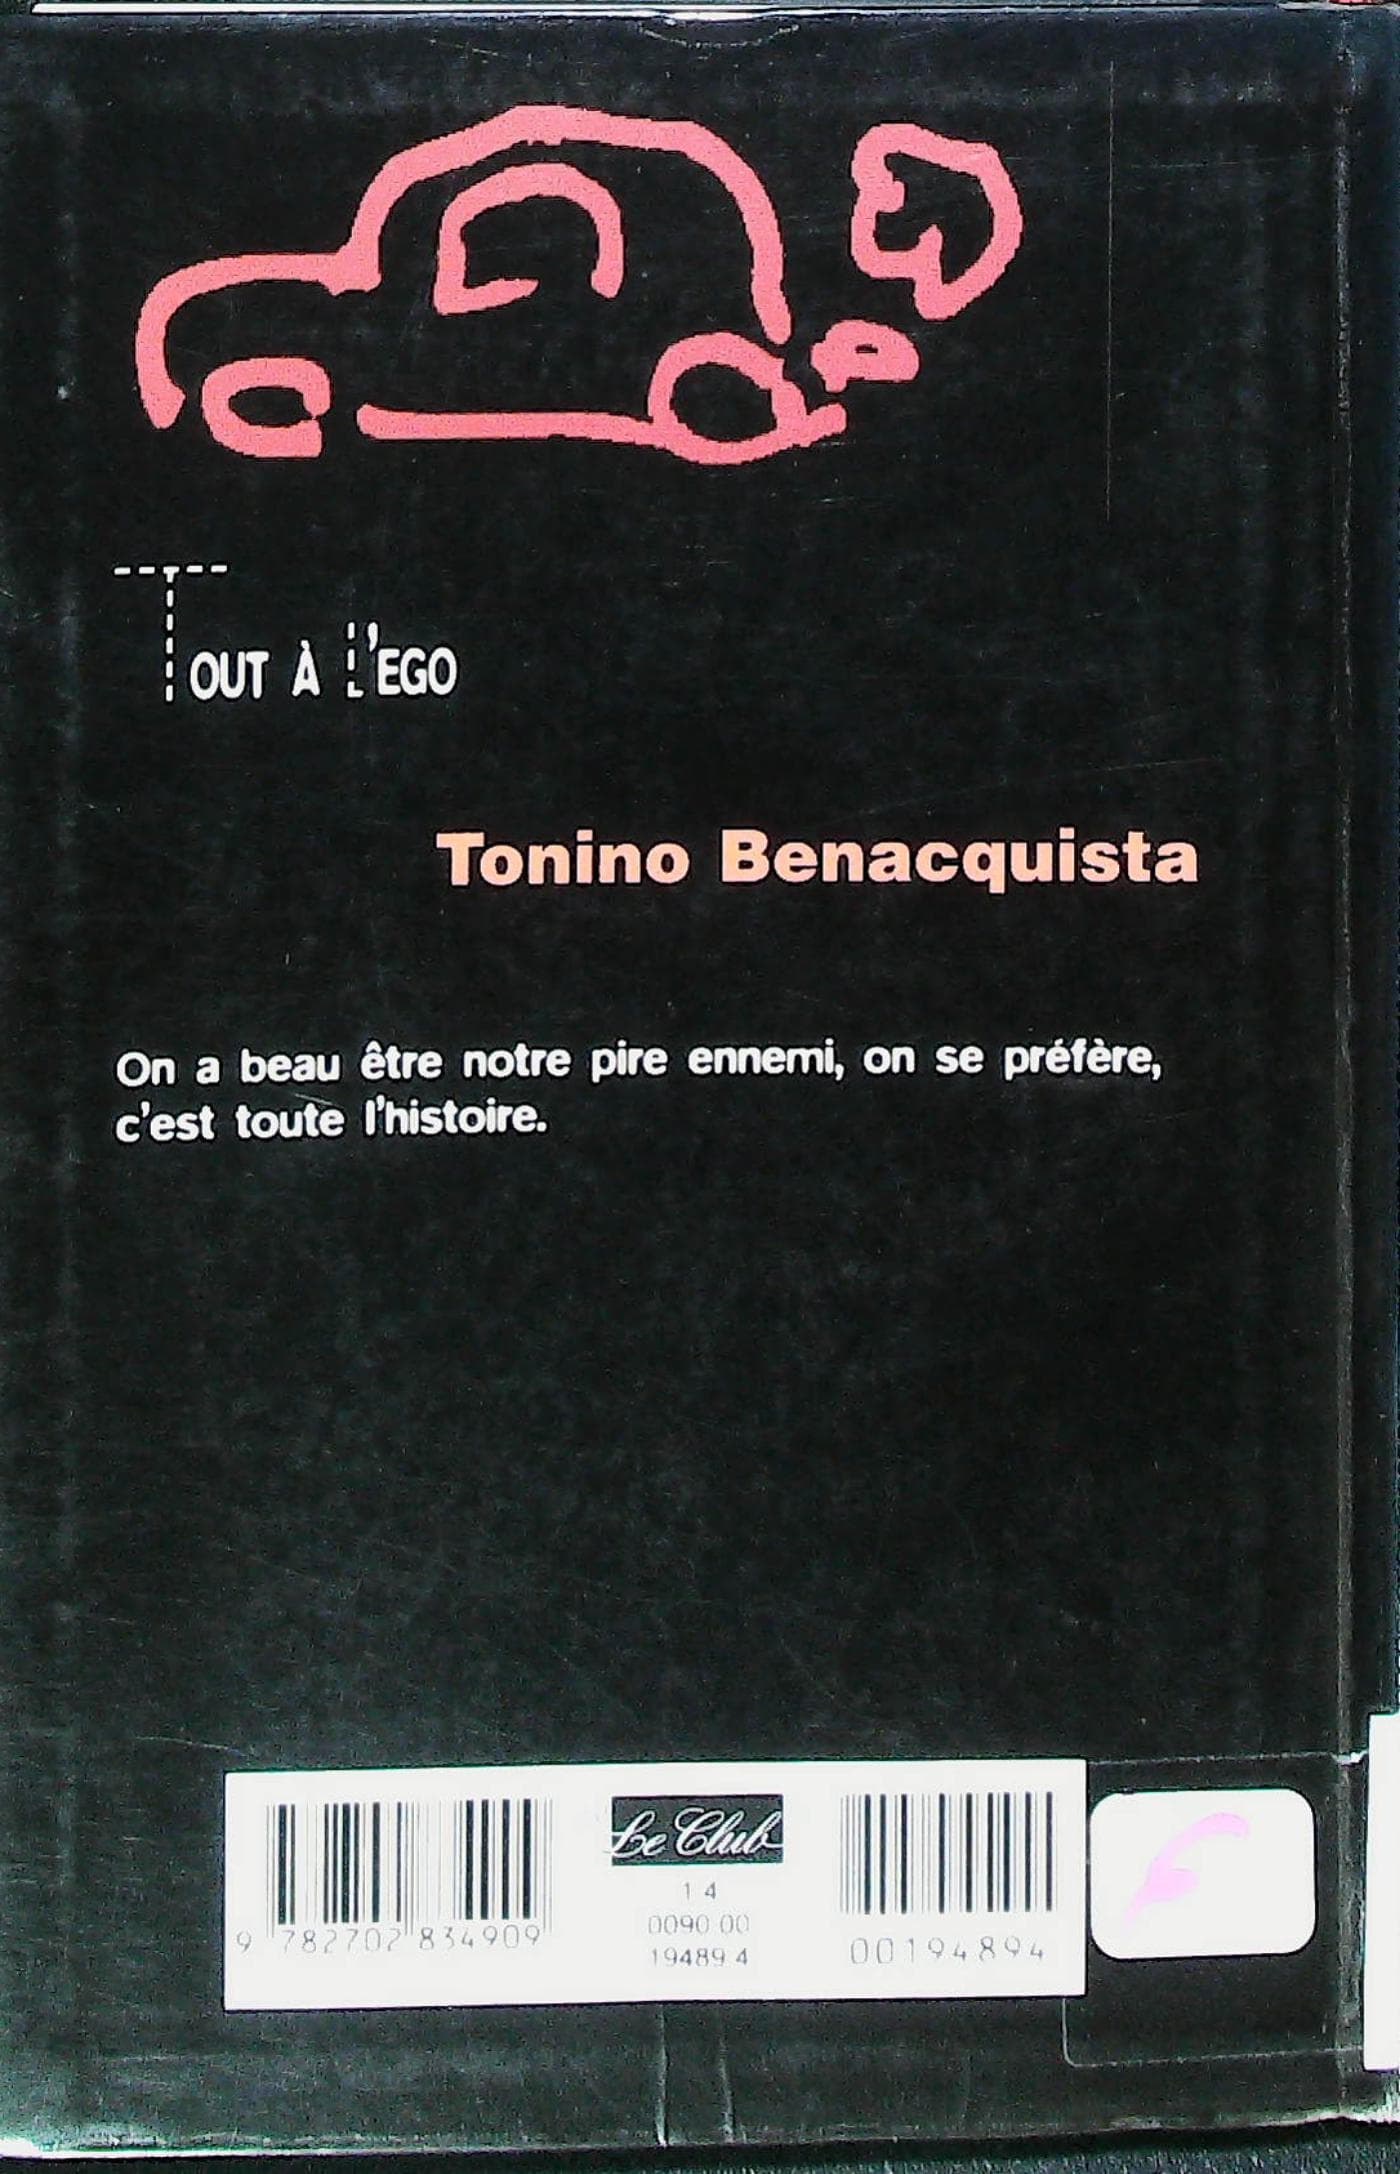 TOUT À L'EGO
Tonino Benacquista
On a beau être notre pire ennemi, on se préfère,
c'est toute l'histoire.
Le Club
1 4
0090 00
19489 4
9 782702 834909
00194894